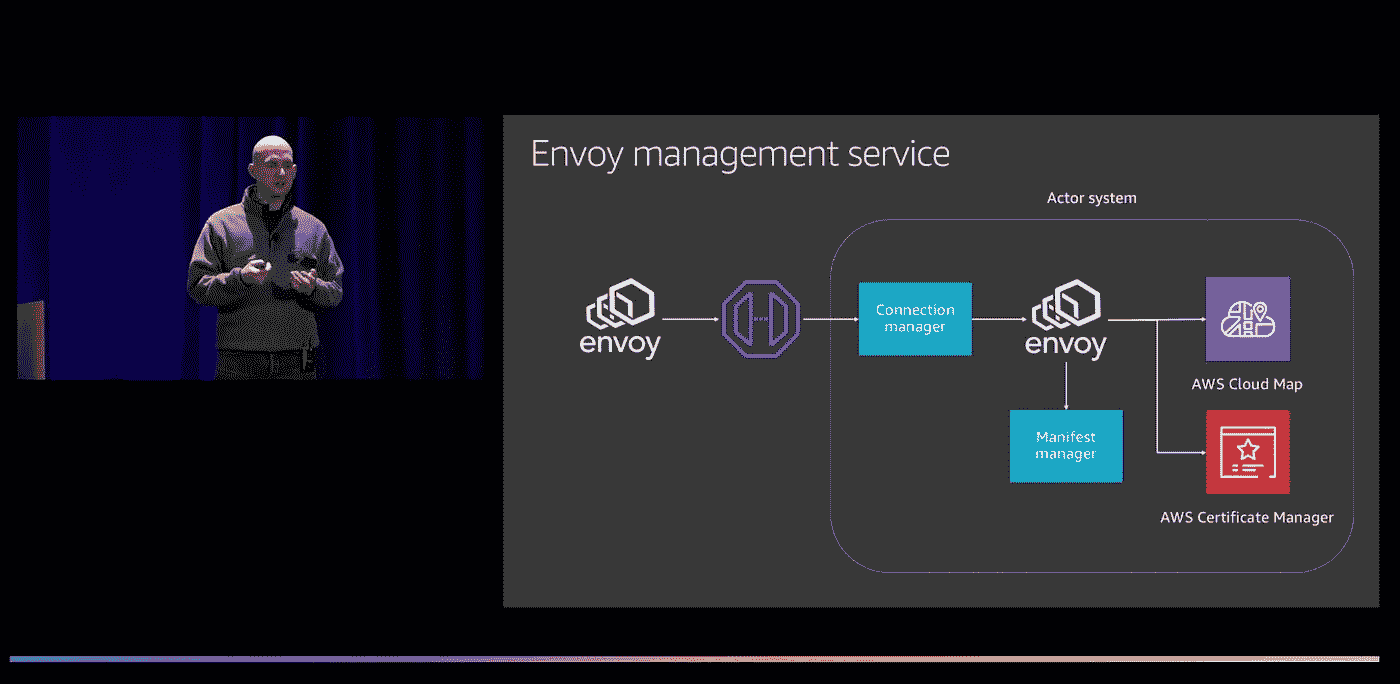 Envoy management service
Actor system
envoy
Connection
manager
envoy
AWS Cloud Map
Manifest
manager
AWS Certificate Manager